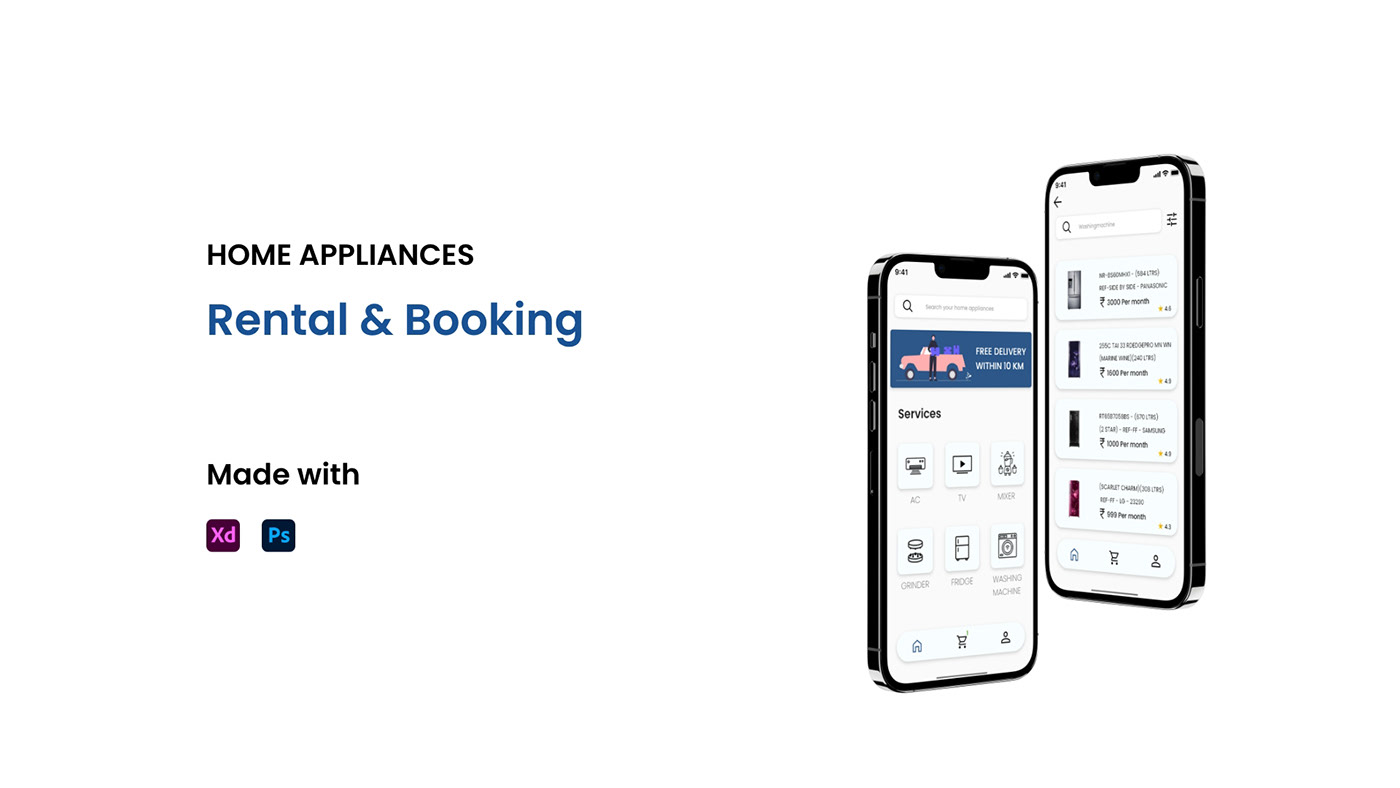 HOME APPLIANCES
Rental & Booking
Made with
Xd
Ps
9:41
Search your home appliances
FREE DELIVERY
WITHIN 10 KM
Services
AC
TV
MIXER
GRINDER
FRIDGE
WASHING
MACHINE
9:41
washingmachine
(584 LTRS)
REF-SIDE BY SIDE - PANASONIC
₹ 3000 Per month
4.6
255C TAI 33 RDEDGEPRO MN WN
(MARINE WINE)(240 LTRS)
₹ 1600 Per month
4.9
(670 LTRS)
(2 STAR) - REF-FF - SAMSUNG
₹ 1000 Per month
4.9
(SCARLET CHARM)(308 LTRS)
REF-FF - LG - 23290
₹ 999 Per month
4.3